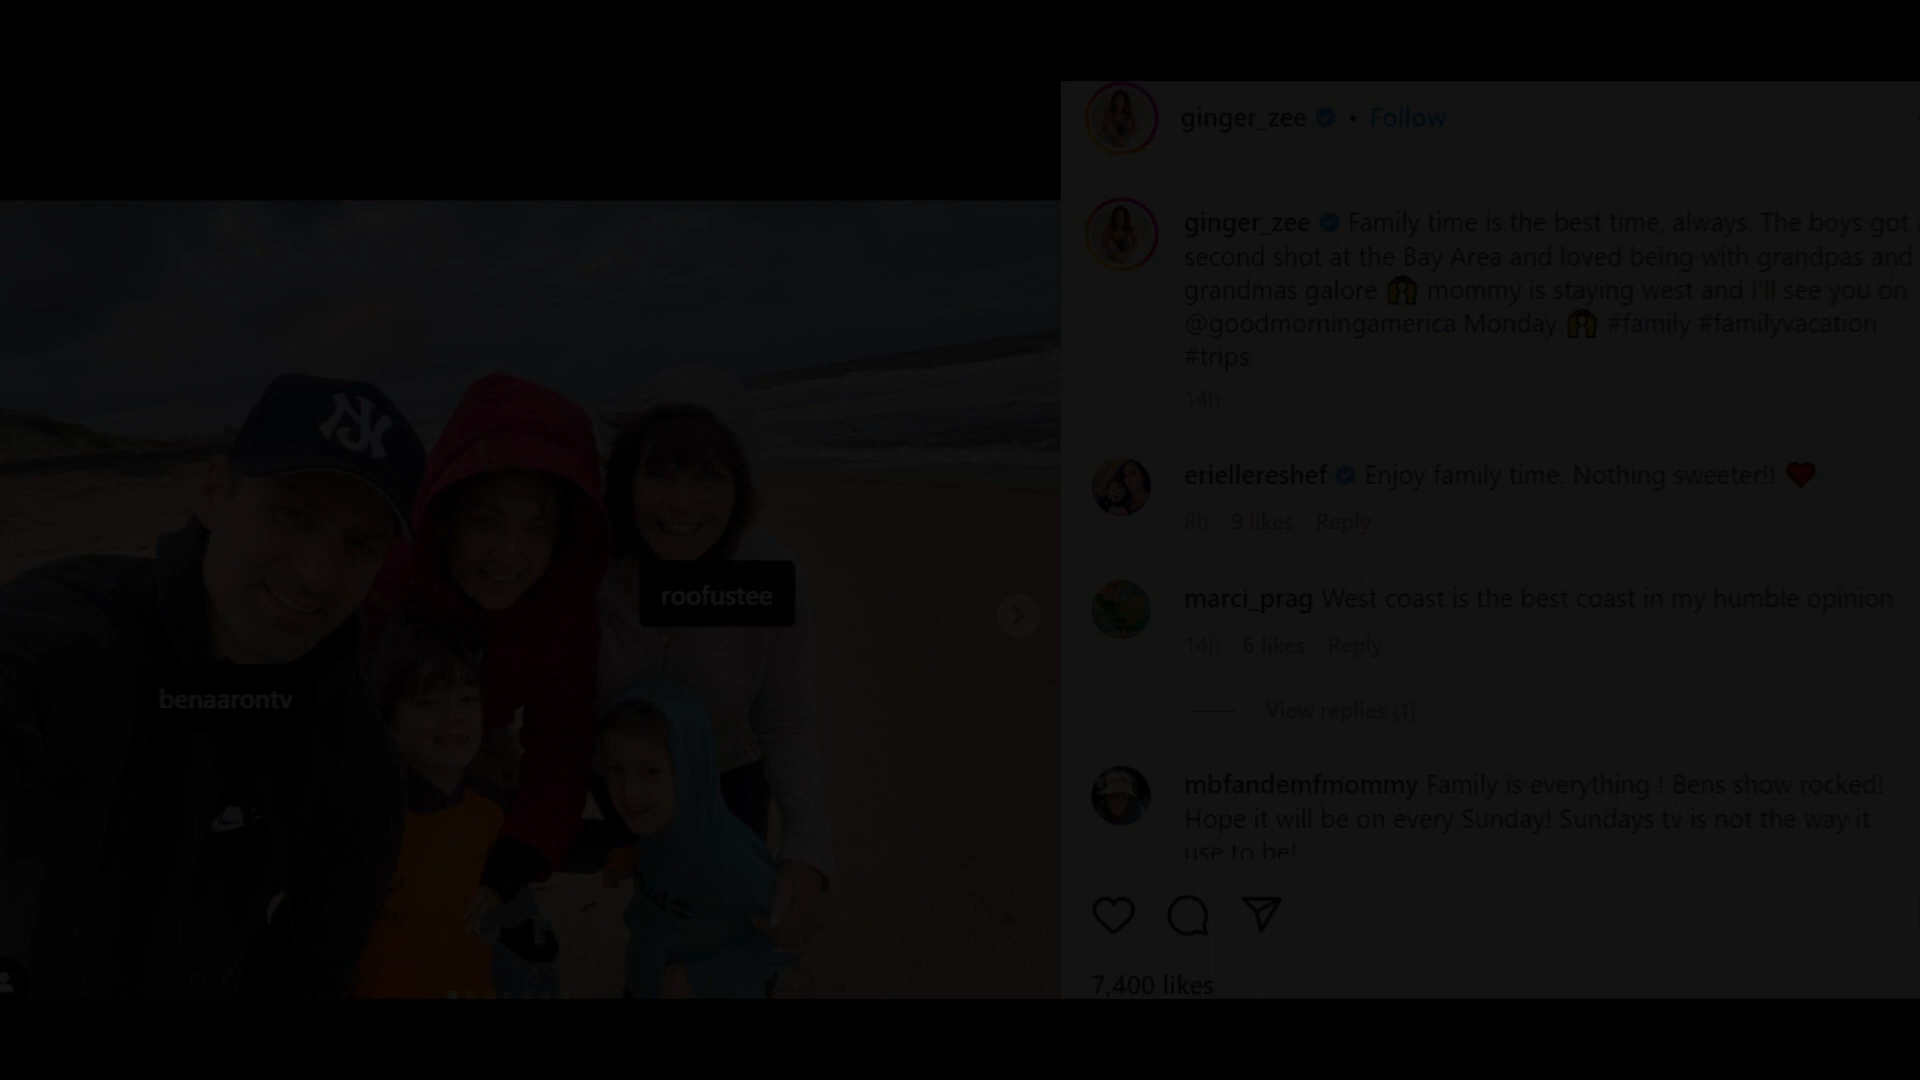 ginger_zee • Follow
ginger_zee Family time is the best time, always. The boys got
second shot at the Bay Area and loved being with grandpas and
grandmas galore 🙌 mommy is staying west and I'll see you on
@goodmorningamerica Monday 🙌 #family #familyvacation
#trips
14h
eriellereshef Enjoy family time. Nothing sweeter!! ❤️
8h 9 likes Reply
marci_prag West coast is the best coast in my humble opinion
14h 6 likes Reply
View replies (1)
mbfandemfmommy Family is everything ! Bens show rocked!
Hope it will be on every Sunday! Sundays tv is not the way it
use to be!
7,400 likes
NY
roofustee
benaarontv